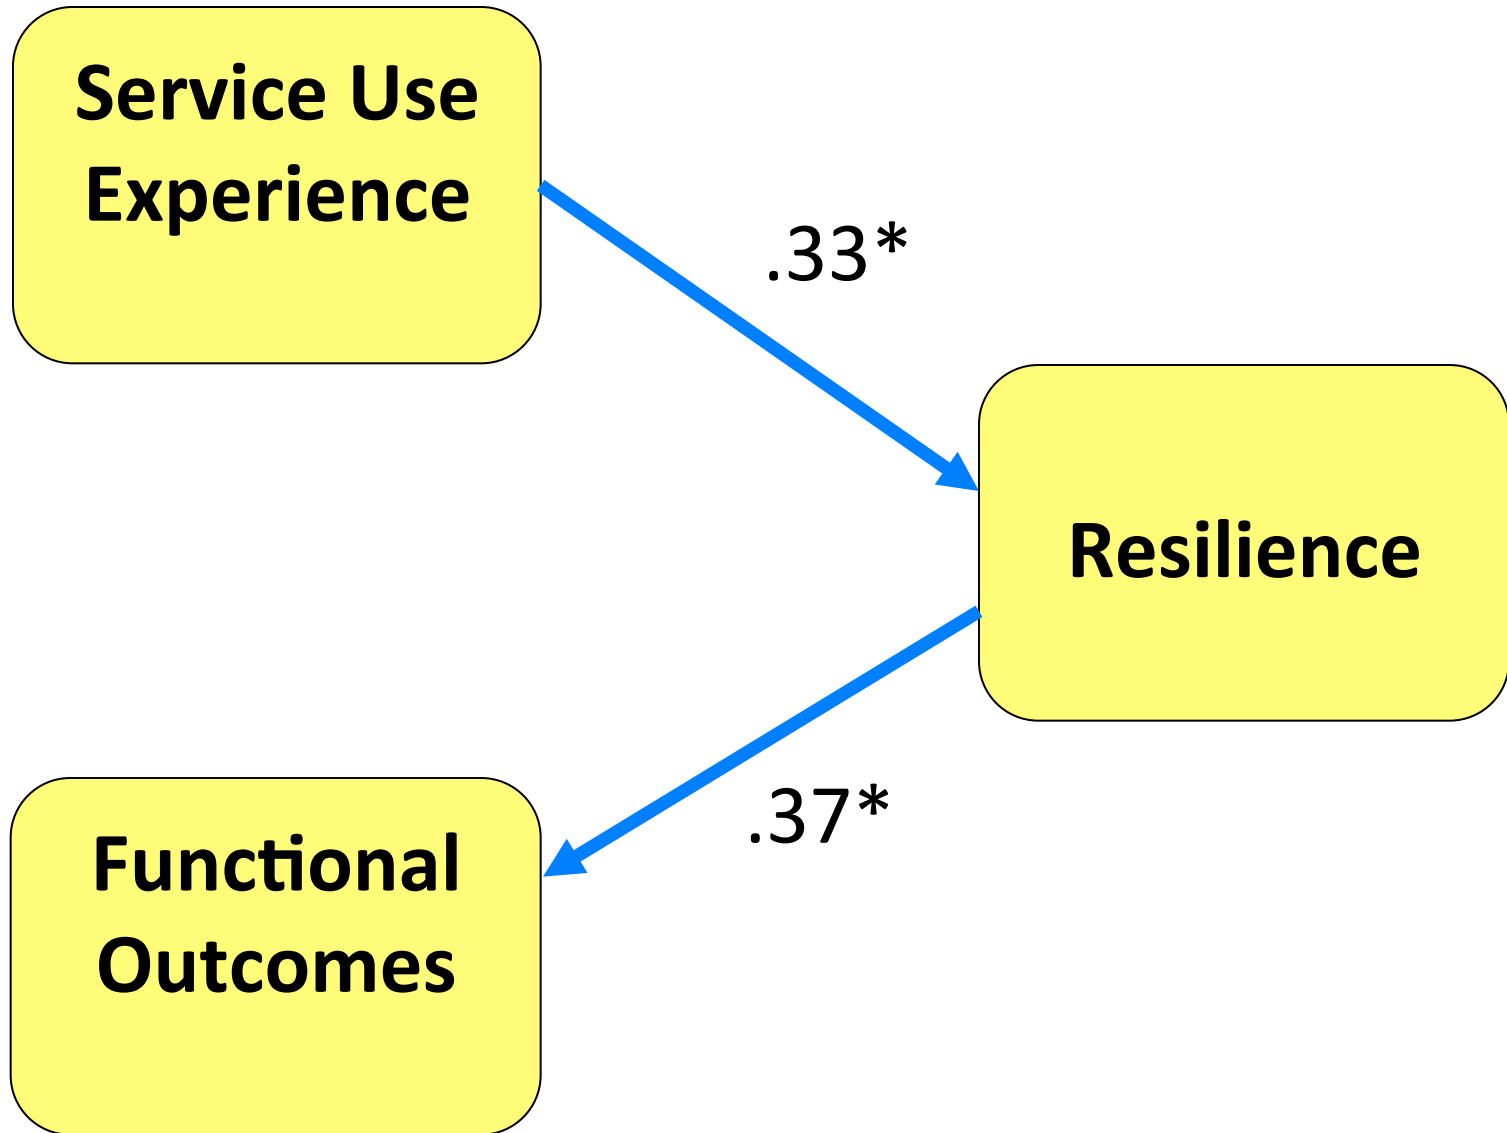 Service Use
Experience
.33*
Resilience
.37*
Functional
Outcomes